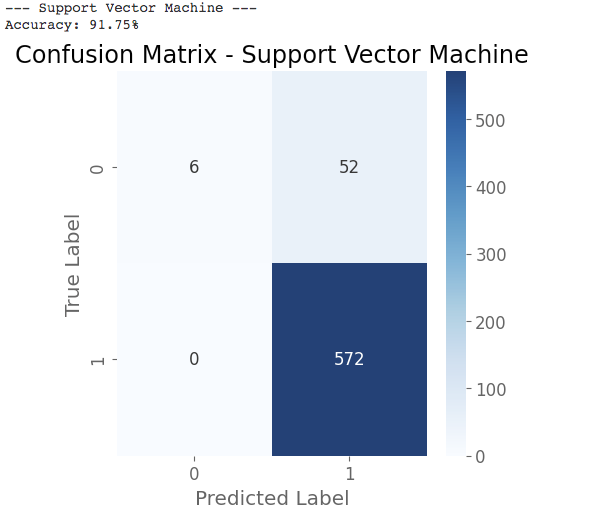 --- Support Vector Machine ---
Accuracy: 91.75%
Confusion Matrix - Support Vector Machine
True Label
0
6
52
1
0
572
0
1
Predicted Label
500
400
300
200
100
0